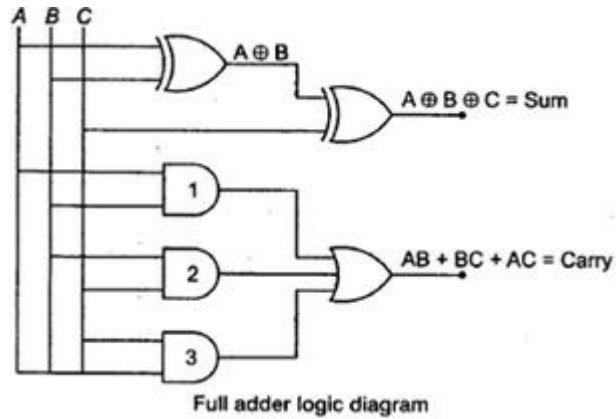 A B C
A ⊕ B
A ⊕ B ⊕ C = Sum
1
2
AB + BC + AC = Carry
3
Full adder logic diagram